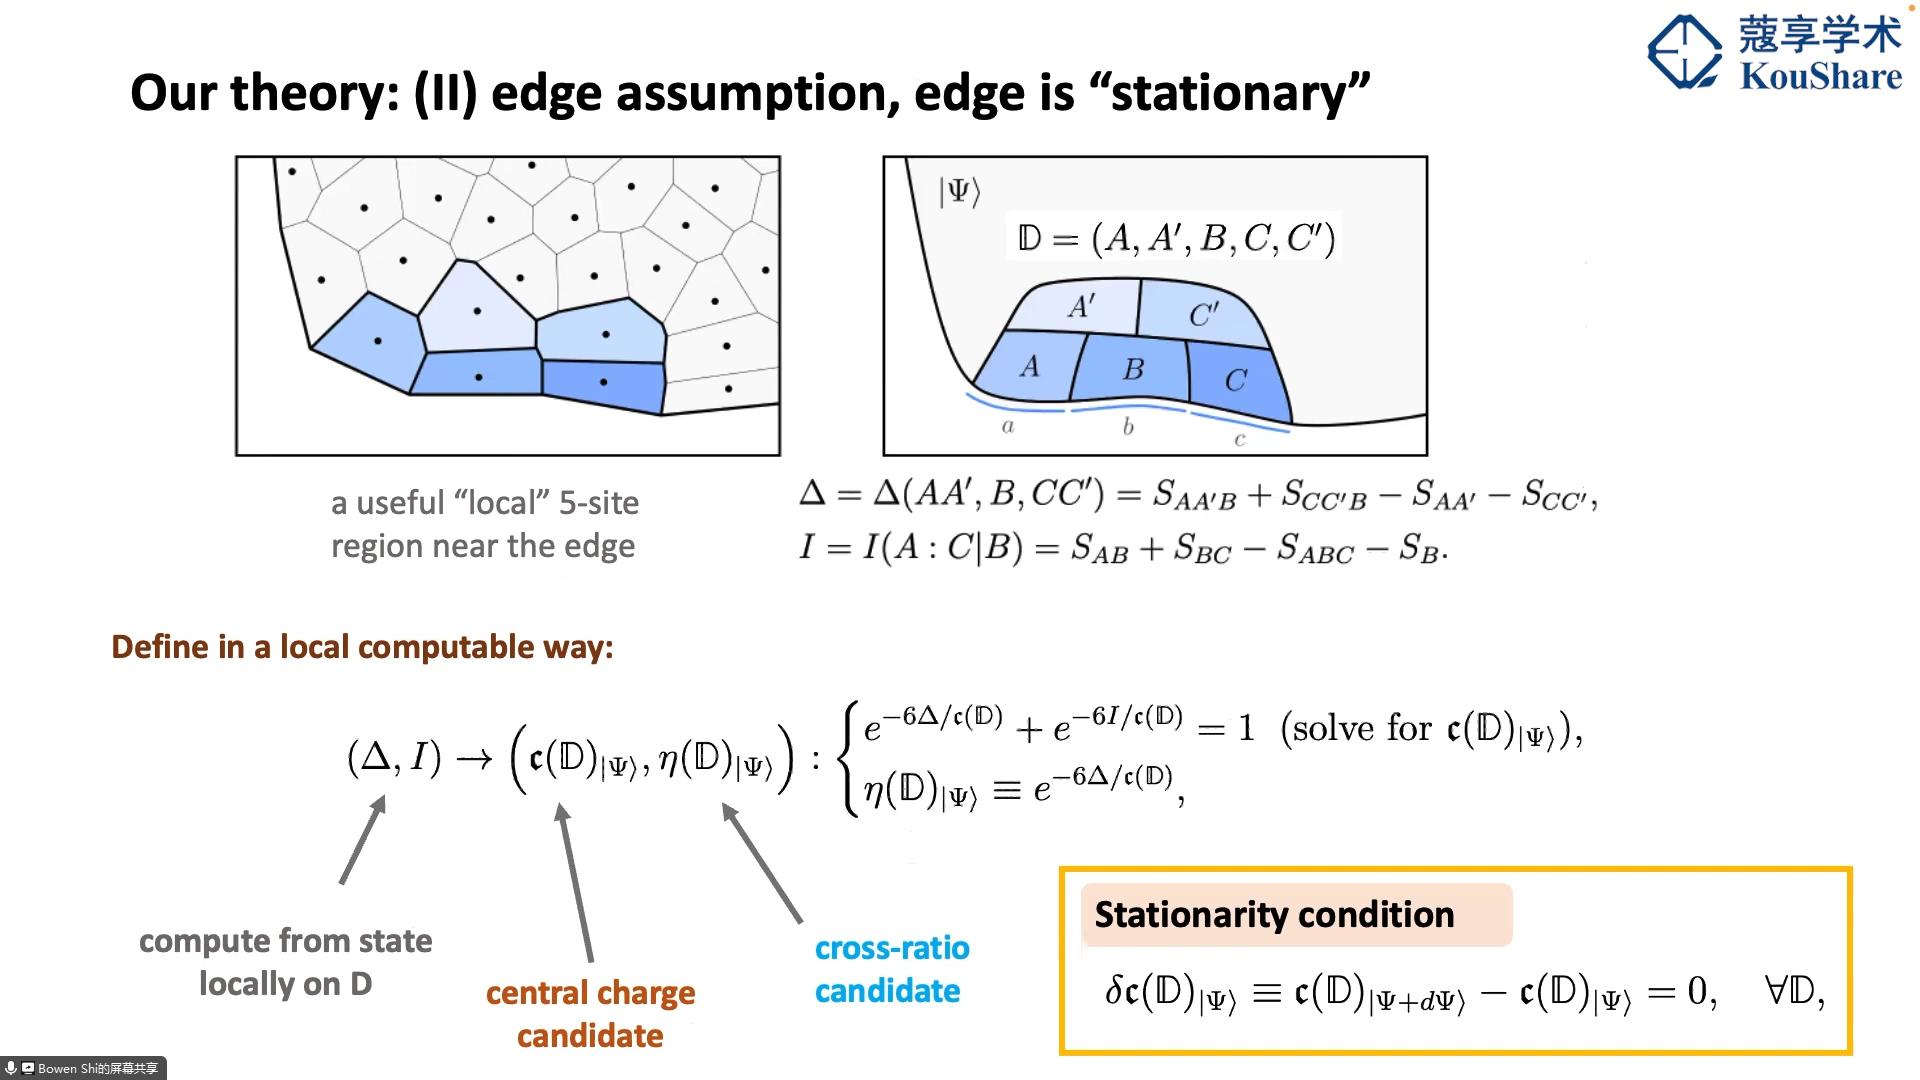 蔻享学术
KouShare
Our theory: (II) edge assumption, edge is “stationary”
|Ψ⟩
𝔻 = (A, A′, B, C, C′)
A′
C′
A
B
C
a
b
c
a useful “local” 5-site
region near the edge
Δ = Δ(AA′, B, CC′) = S_{AA′B} + S_{CC′B} − S_{AA′} − S_{CC′},
I = I(A : C|B) = S_{AB} + S_{BC} − S_{ABC} − S_B.
Define in a local computable way:
(Δ, I) → (𝔠(𝔻)_{|Ψ⟩}, η(𝔻)_{|Ψ⟩}) :
e^{−6Δ/𝔠(𝔻)} + e^{−6I/𝔠(𝔻)} = 1 (solve for 𝔠(𝔻)_{|Ψ⟩}),
η(𝔻)_{|Ψ⟩} ≡ e^{−6Δ/𝔠(𝔻)},
compute from state
locally on D
central charge
candidate
cross-ratio
candidate
Stationarity condition
δ𝔠(𝔻)_{|Ψ⟩} ≡ 𝔠(𝔻)_{|Ψ+dΨ⟩} − 𝔠(𝔻)_{|Ψ⟩} = 0, ∀𝔻,
Bowen Shi的屏幕共享